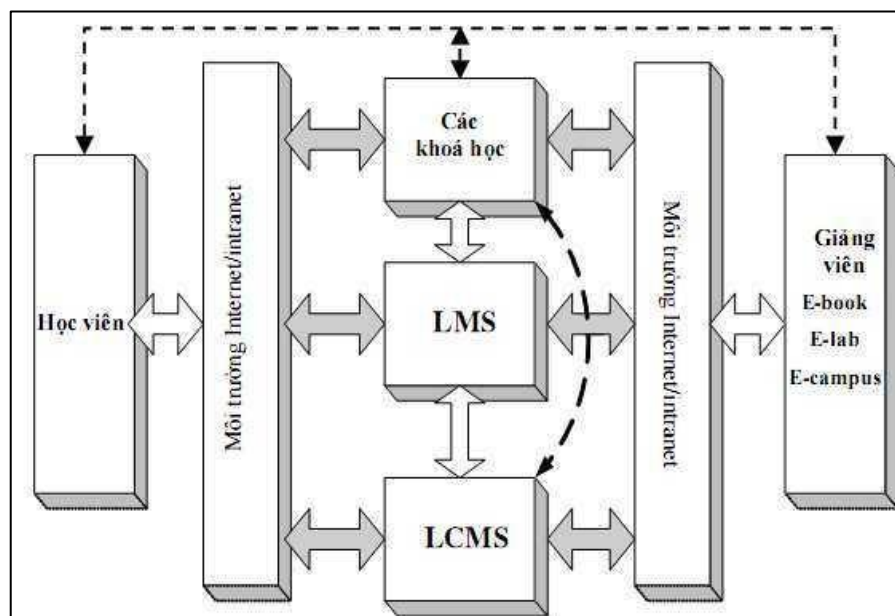 Các
khoá học
Học viên
Môi trường Internet/intranet
LMS
LCMS
Môi trường Internet/intranet
Giảng
viên
E-book
E-lab
E-campus